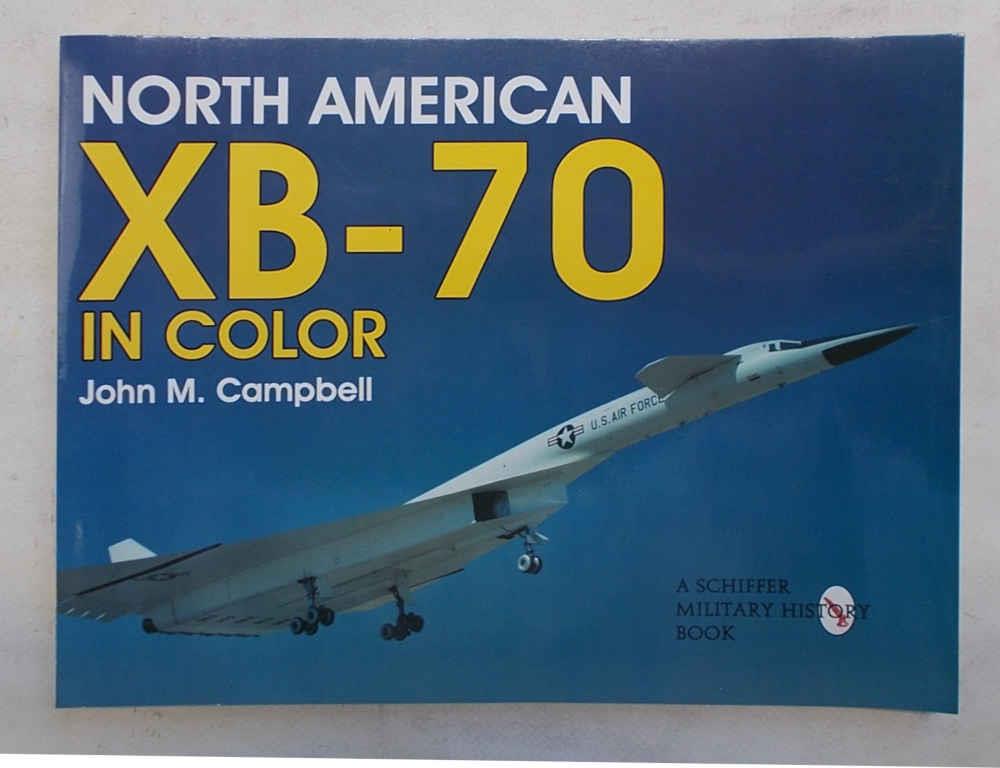 NORTH AMERICAN
XB-70
IN COLOR
John M. Campbell
U.S. AIR FORCE
A SCHIFFER
MILITARY HISTORY
BOOK